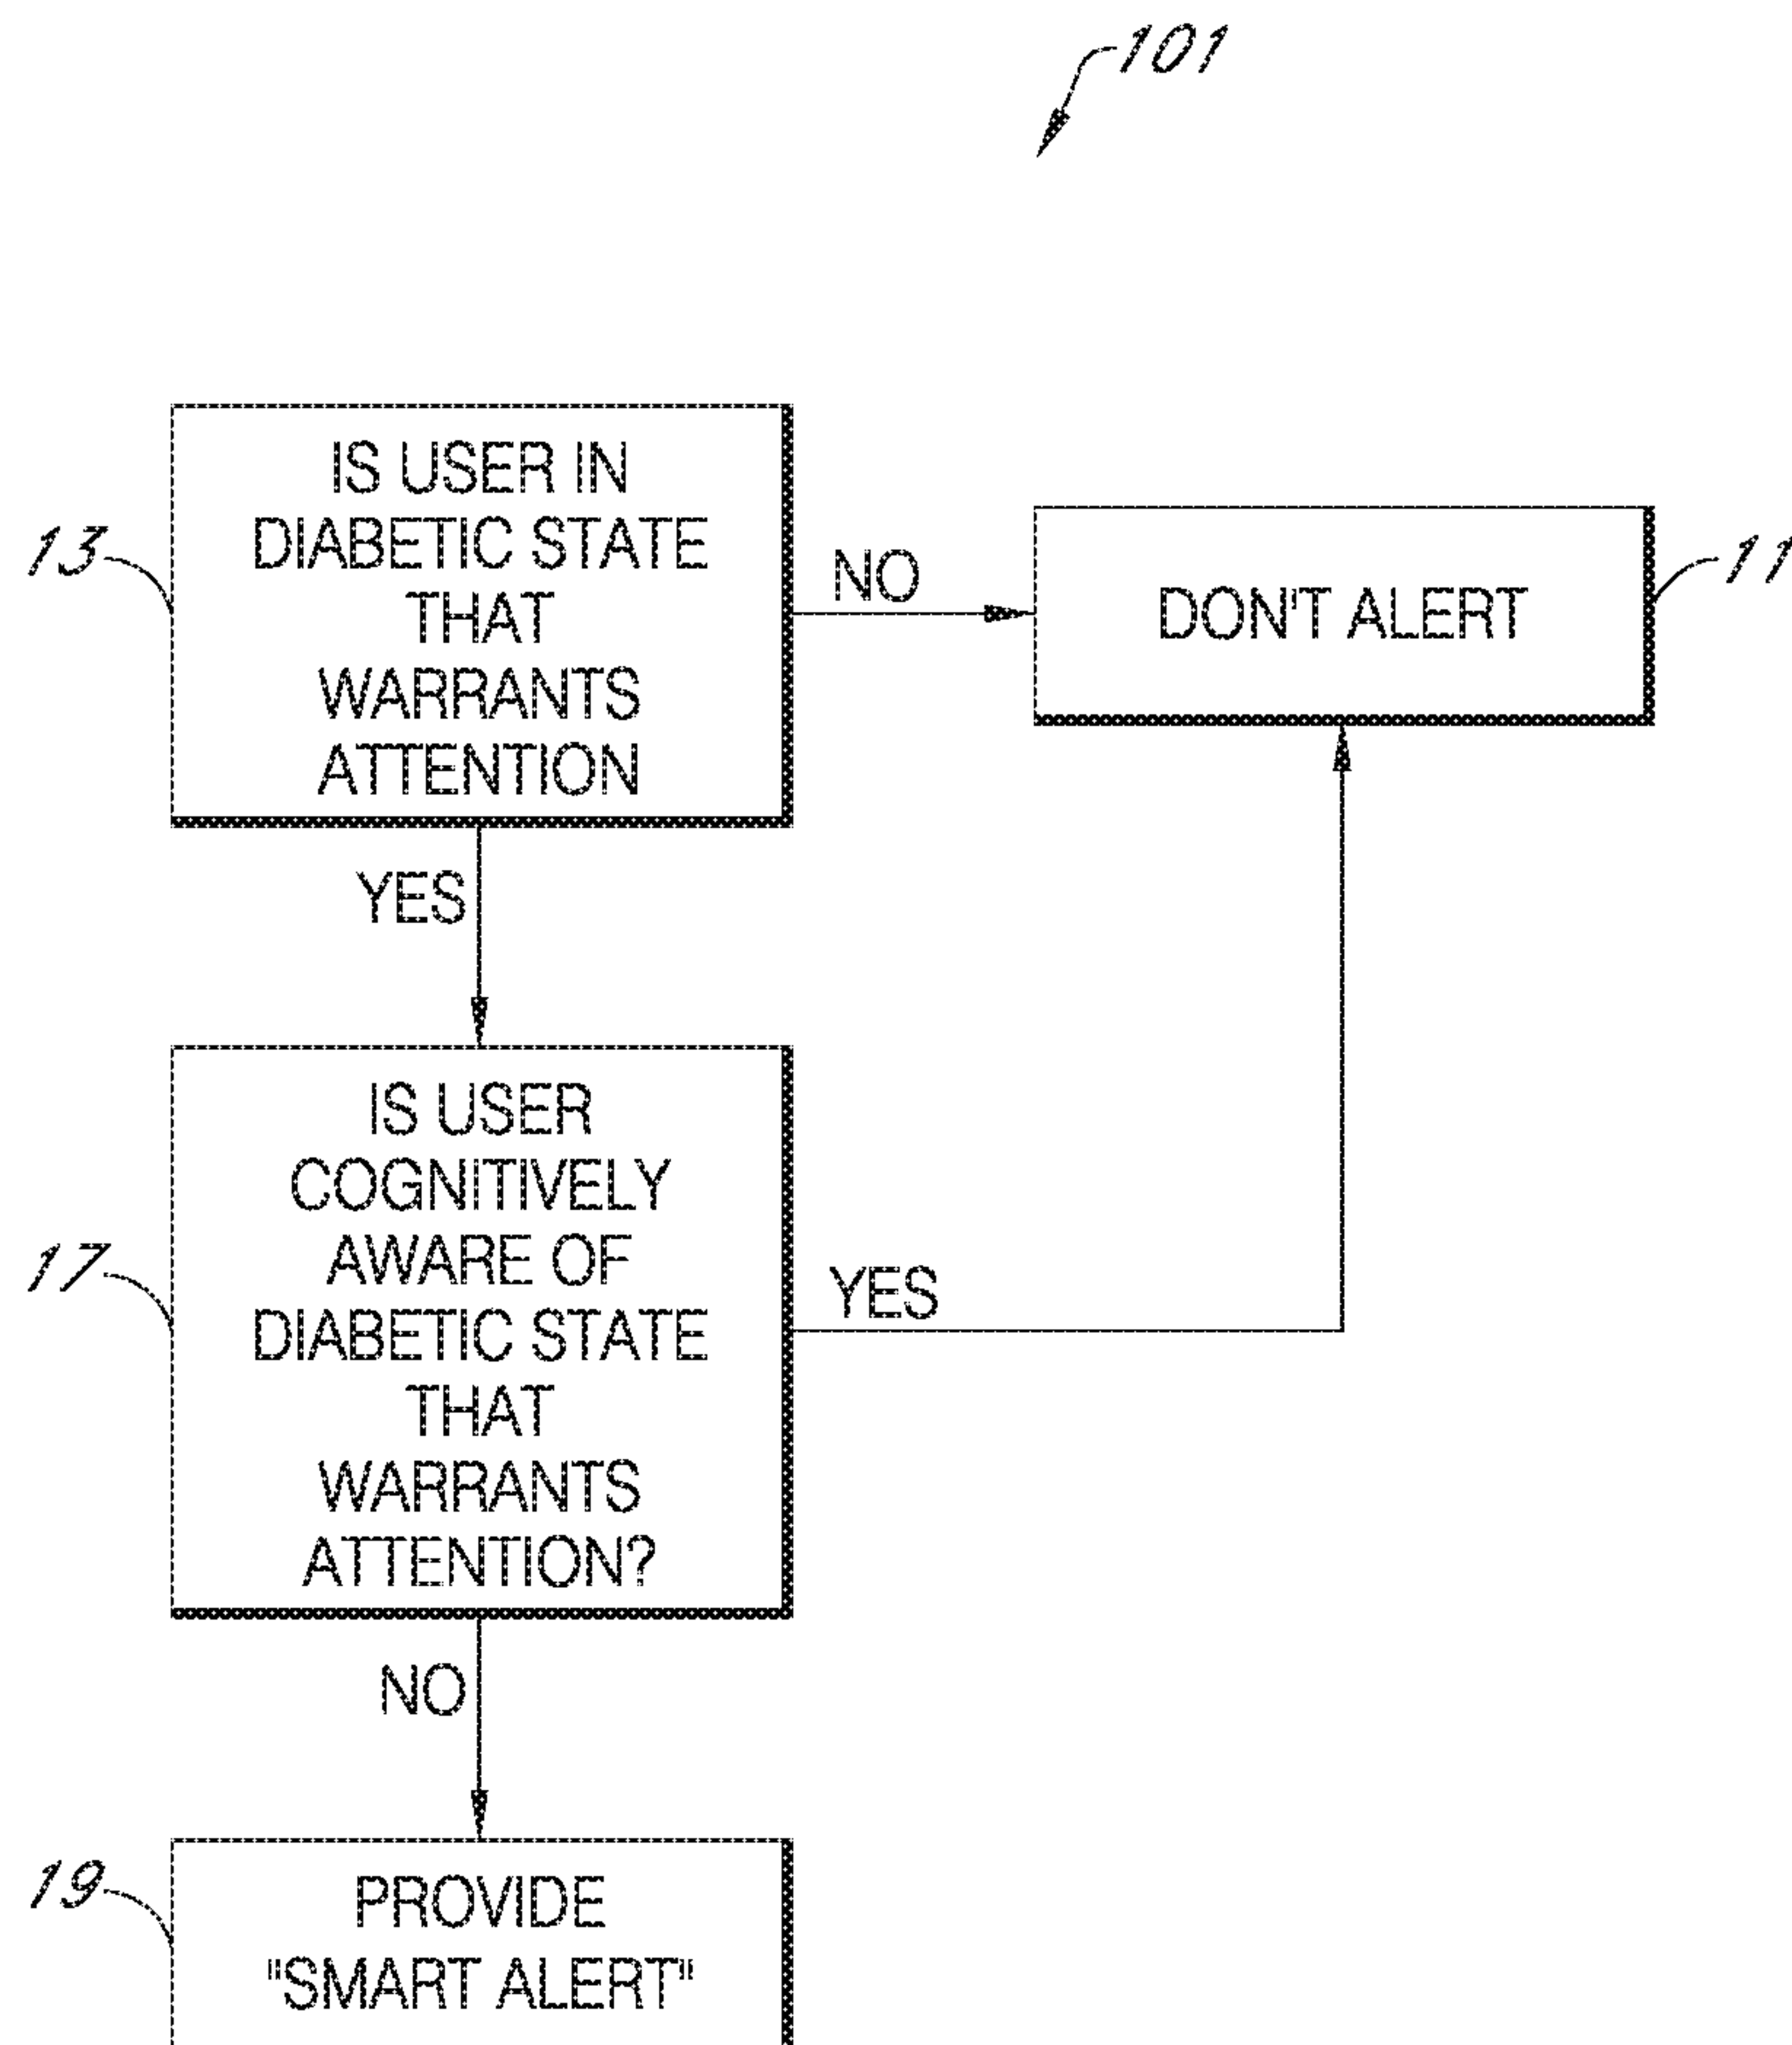 101
IS USER IN
DIABETIC STATE
THAT
WARRANTS
ATTENTION
13
NO
DON'T ALERT
11
YES
IS USER
COGNITIVELY
AWARE OF
DIABETIC STATE
THAT
WARRANTS
ATTENTION?
17
YES
NO
19
PROVIDE
"SMART ALERT"